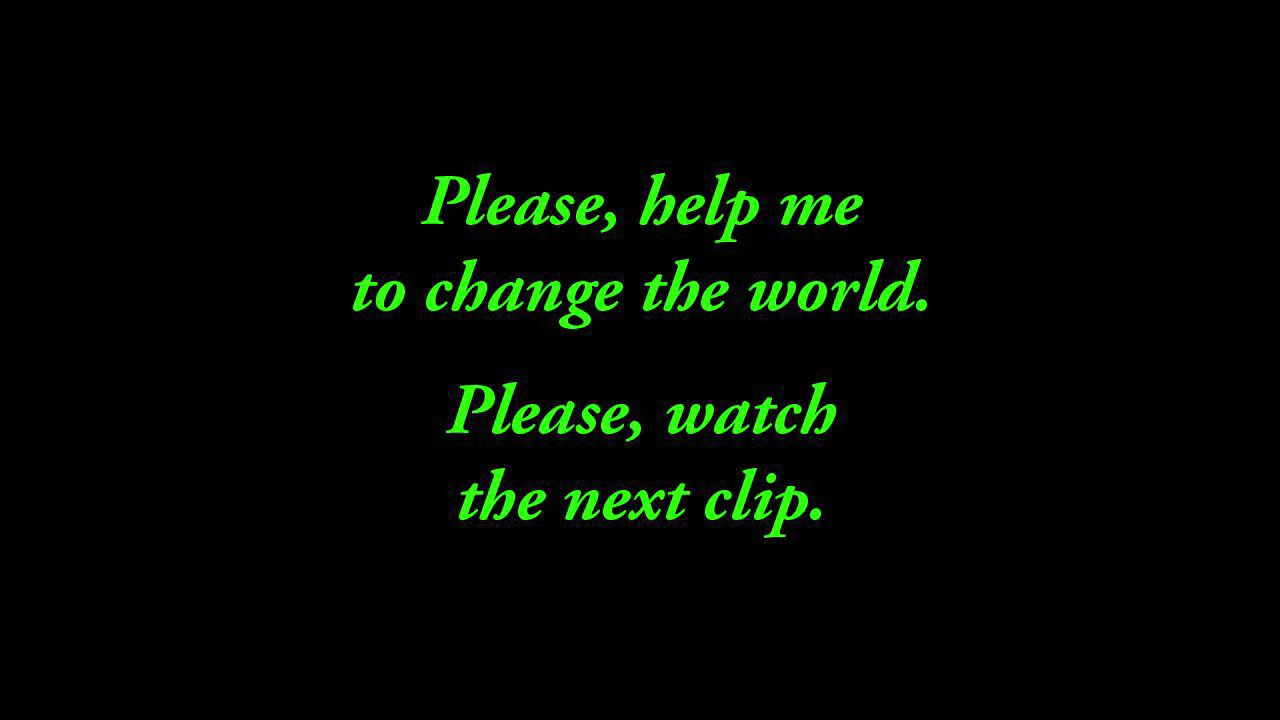 Please, help me
to change the world.
Please, watch
the next clip.